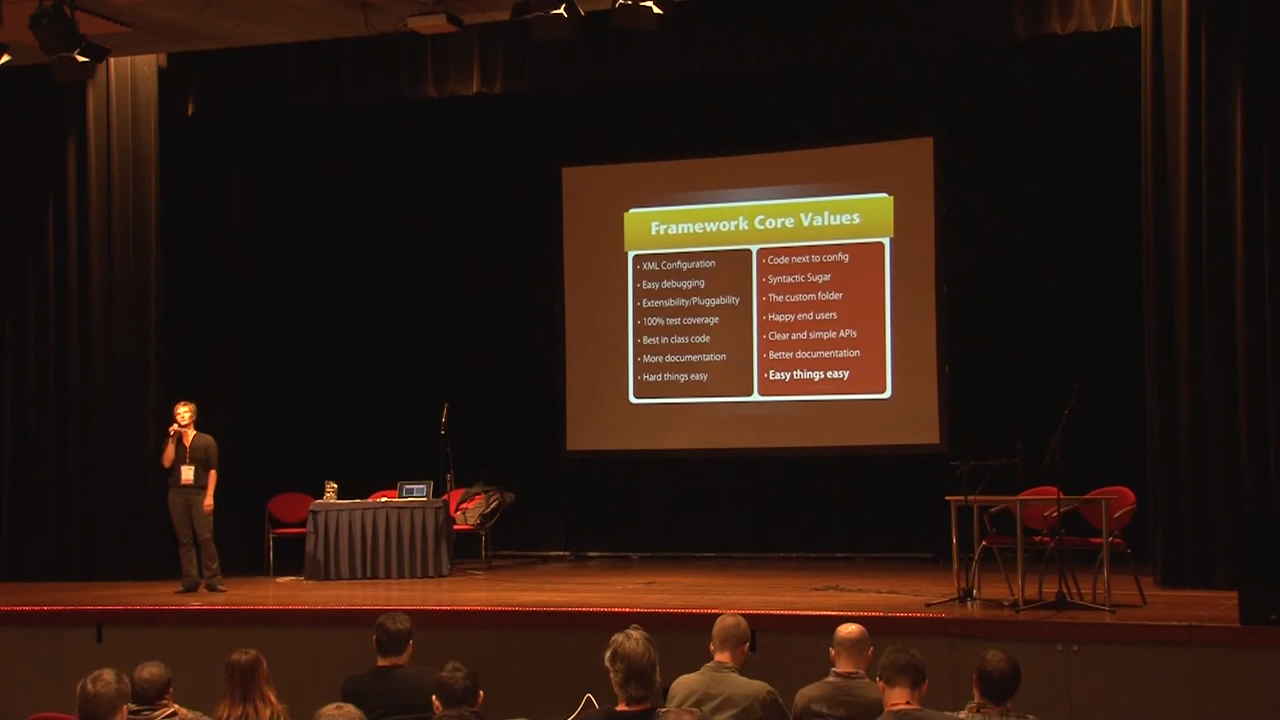 Framework Core Values
• XML Configuration
• Easy debugging
• Extensibility/Pluggability
• 100% test coverage
• Best in class code
• More documentation
• Hard things easy
• Code next to config
• Syntactic Sugar
• The custom folder
• Happy end users
• Clear and simple APIs
• Better documentation
• Easy things easy